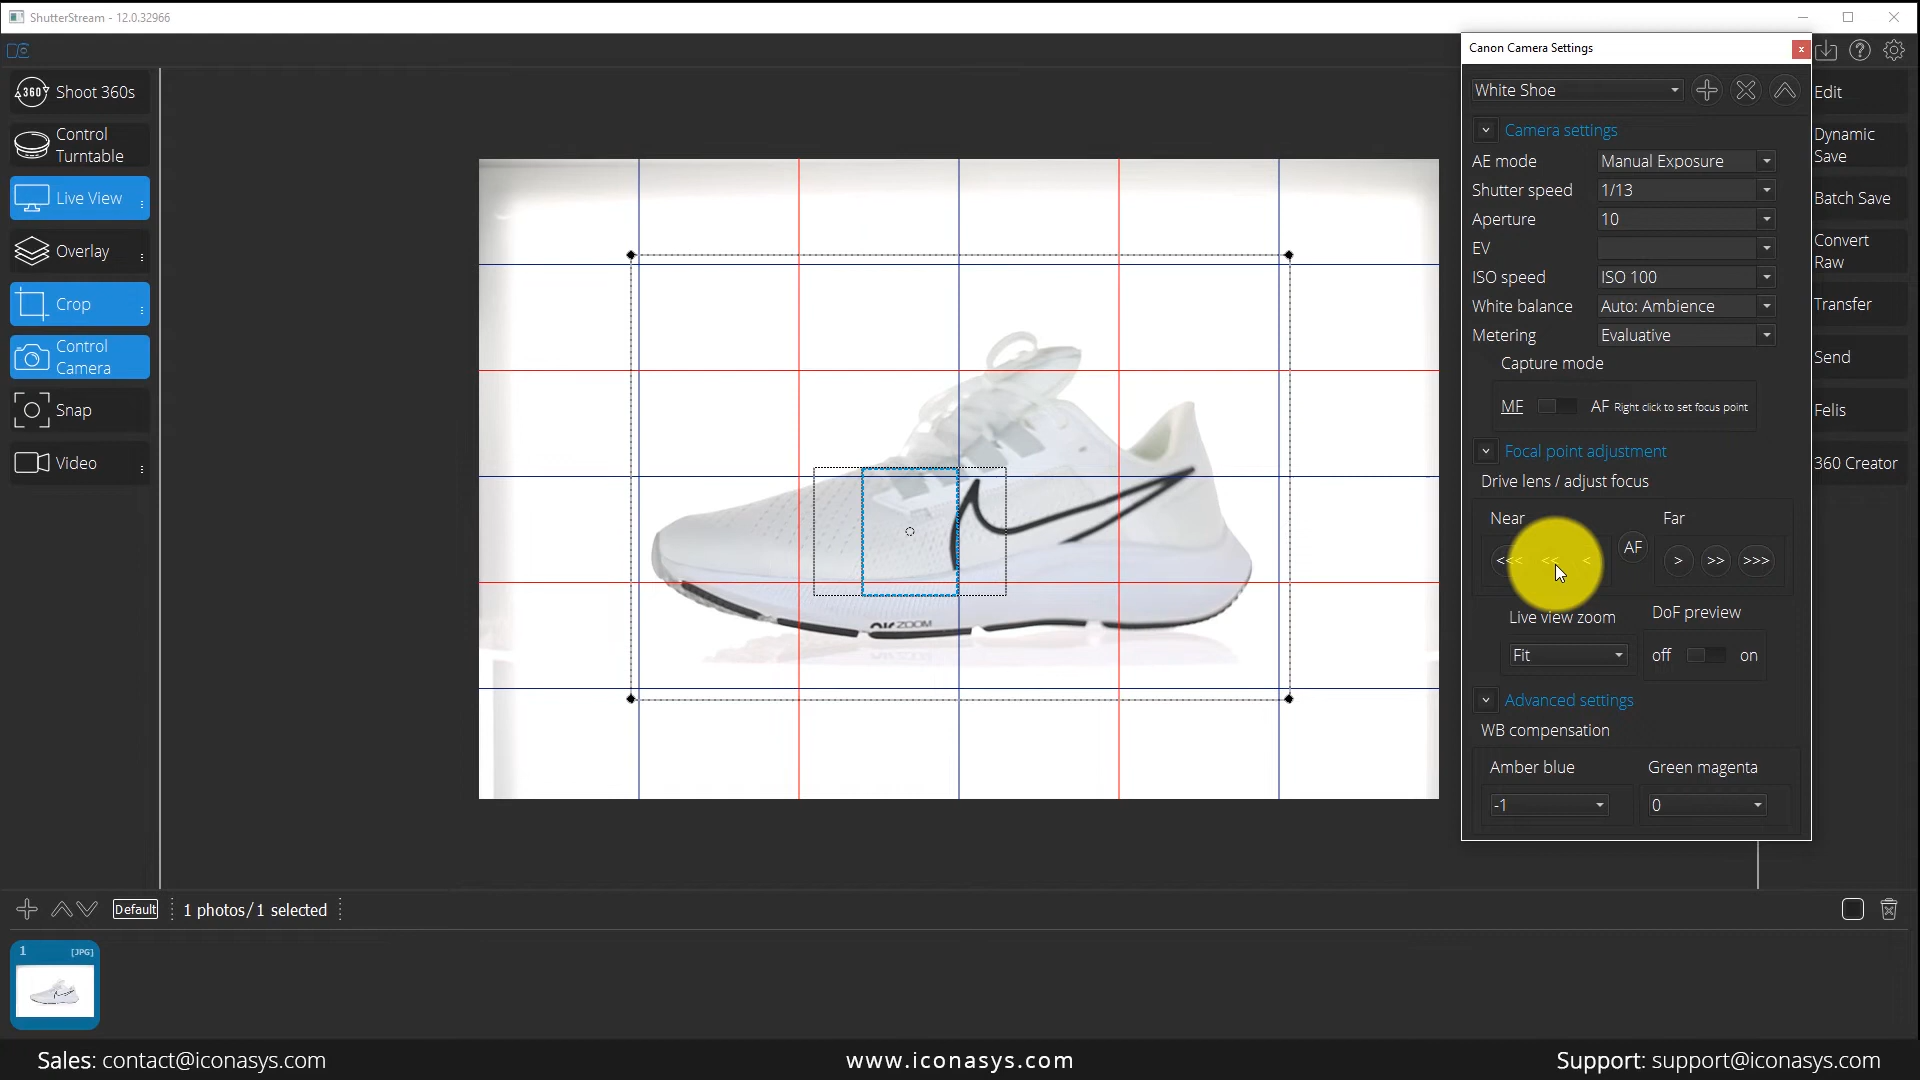 ShutterStream - 12.0.32966
Canon Camera Settings
360° Shoot 360s
Control
Turntable
Live View
Overlay
Crop
Control
Camera
Snap
Video
White Shoe
Camera settings
AE mode Manual Exposure
Shutter speed 1/13
Aperture 10
EV
ISO speed ISO 100
White balance Auto: Ambience
Metering Evaluative
Capture mode
MF AF Right click to set focus point
Focal point adjustment
Drive lens / adjust focus
Near Far
<<< << < AF > >> >>>
Live view zoom DoF preview
Fit off on
Advanced settings
WB compensation
Amber blue Green magenta
-1 0
Edit
Dynamic
Save
Batch Save
Convert
Raw
Transfer
Send
Felis
360 Creator
ZOOM
Default 1 photos/1 selected
1 [JPG]
Sales: contact@iconasys.com www.iconasys.com Support: support@iconasys.com